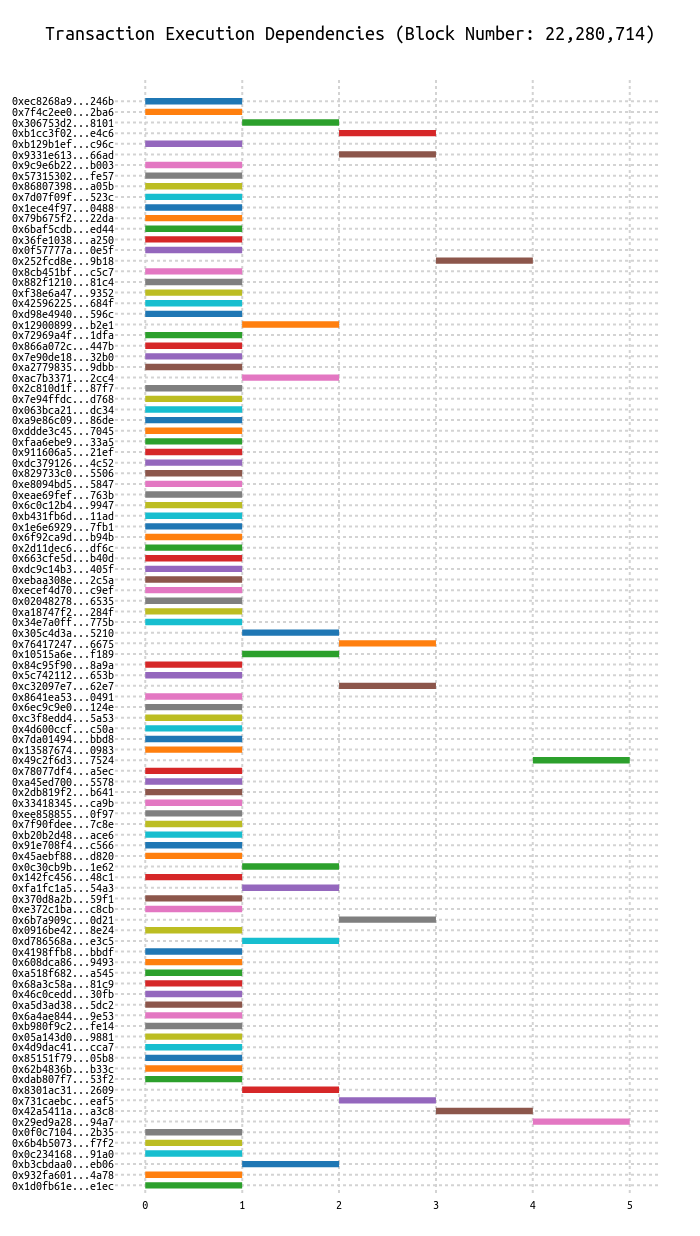 Transaction Execution Dependencies (Block Number: 22,280,714)
0xec8268a9...246b
0x7f4c2ee0...2ba6
0x306753d2...8101
0xb1cc3f02...e4c6
0xb129b1ef...c96c
0x9331e613...66ad
0x9c9e6b22...b003
0x57315302...fe57
0x86807398...a05b
0x7d07f09f...523c
0x1ece4f97...0488
0x79b675f2...22da
0x6baf5cdb...ed44
0x36fe1038...a250
0x0f57777a...0e5f
0x252fcd8e...9b18
0x8cb451bf...c5c7
0x882f1210...81c4
0xf38e6a47...9352
0x42596225...684f
0xd98e4940...596c
0x12900899...b2e1
0x72969a4f...1dfa
0x866a072c...447b
0x7e90de18...32b0
0xa2779835...9dbb
0xac7b3371...2cc4
0x2c810d1f...87f7
0x7e94ffdc...d768
0x063bca21...dc34
0xa9e86c09...86de
0xddde3c45...7045
0xfaa6ebe9...33a5
0x911606a5...21ef
0xdc379126...4c52
0x829733c0...5506
0xe8094bd5...5847
0xeae69fef...763b
0x6c0c12b4...9947
0xb431fb6d...11ad
0x1e6e6929...7fb1
0x6f92ca9d...b94b
0x2d11dec6...df6c
0x663cfe5d...b40d
0xdc9c14b3...405f
0xebaa308e...2c5a
0xecef4d70...c9ef
0x02048278...6535
0xa18747f2...284f
0x34e7a0ff...775b
0x305c4d3a...5210
0x76417247...6675
0x10515a6e...f189
0x84c95f90...8a9a
0x5c742112...653b
0xc32097e7...62e7
0x8641ea53...0491
0x6ec9c9e0...124e
0xc3f8edd4...5a53
0x4d600ccf...c50a
0x7da01494...bbd8
0x13587674...0983
0x49c2f6d3...7524
0x78077df4...a5ec
0xa45ed700...5578
0x2db819f2...b641
0x33418345...ca9b
0xee858855...0f97
0x7f90fdee...7c8e
0xb20b2d48...ace6
0x91e708f4...c566
0x45aebf88...d820
0x0c30cb9b...1e62
0x142fc456...48c1
0xfa1fc1a5...54a3
0x370d8a2b...59f1
0xe372c1ba...c8cb
0x6b7a909c...0d21
0x0916be42...8e24
0xd786568a...e3c5
0x4198ffb8...bbdf
0x608dca86...9493
0xa518f682...a545
0x68a3c58a...81c9
0x46c0cedd...30fb
0xa5d3ad38...5dc2
0x6a4ae844...9e53
0xb980f9c2...fe14
0x05a143d0...9881
0x4d9dac41...cca7
0x85151f79...05b8
0x62b4836b...b33c
0xdab807f7...53f2
0x8301ac31...2609
0x731caebc...eaf5
0x42a5411a...a3c8
0x29ed9a28...94a7
0x0f0c7104...2b35
0x6b4b5073...f7f2
0x0c234168...91a0
0xb3cbdaa0...eb06
0x932fa601...4a78
0x1d0fb61e...e1ec
0 1 2 3 4 5